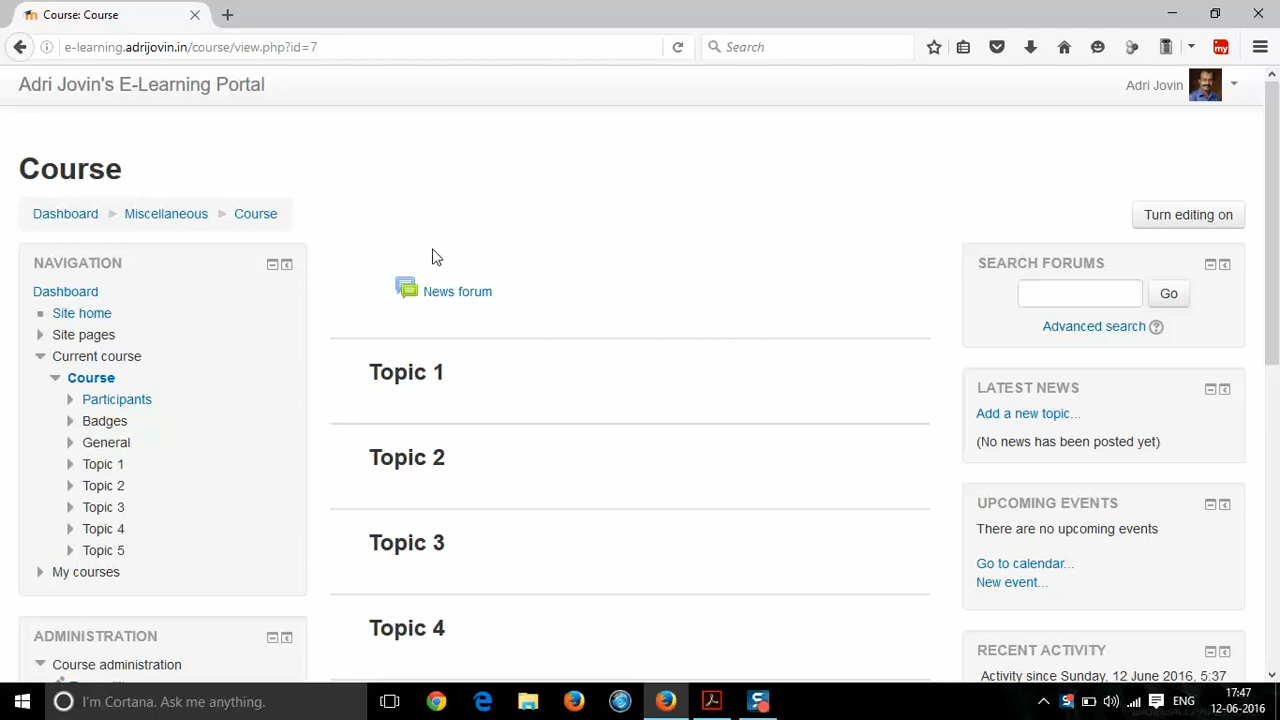 Course: Course
e-learning.adrijovin.in/course/view.php?id=7
Search
Adri Jovin's E-Learning Portal
Adri Jovin
Course
Dashboard
Miscellaneous
Course
Turn editing on
NAVIGATION
Dashboard
Site home
Site pages
Current course
Course
Participants
Badges
General
Topic 1
Topic 2
Topic 3
Topic 4
Topic 5
My courses
ADMINISTRATION
Course administration
News forum
Topic 1
Topic 2
Topic 3
Topic 4
SEARCH FORUMS
Go
Advanced search
LATEST NEWS
Add a new topic...
(No news has been posted yet)
UPCOMING EVENTS
There are no upcoming events
Go to calendar...
New event...
RECENT ACTIVITY
Activity since Sunday, 12 June 2016, 5:37
I'm Cortana. Ask me anything.
ENG
17:47
12-06-2016